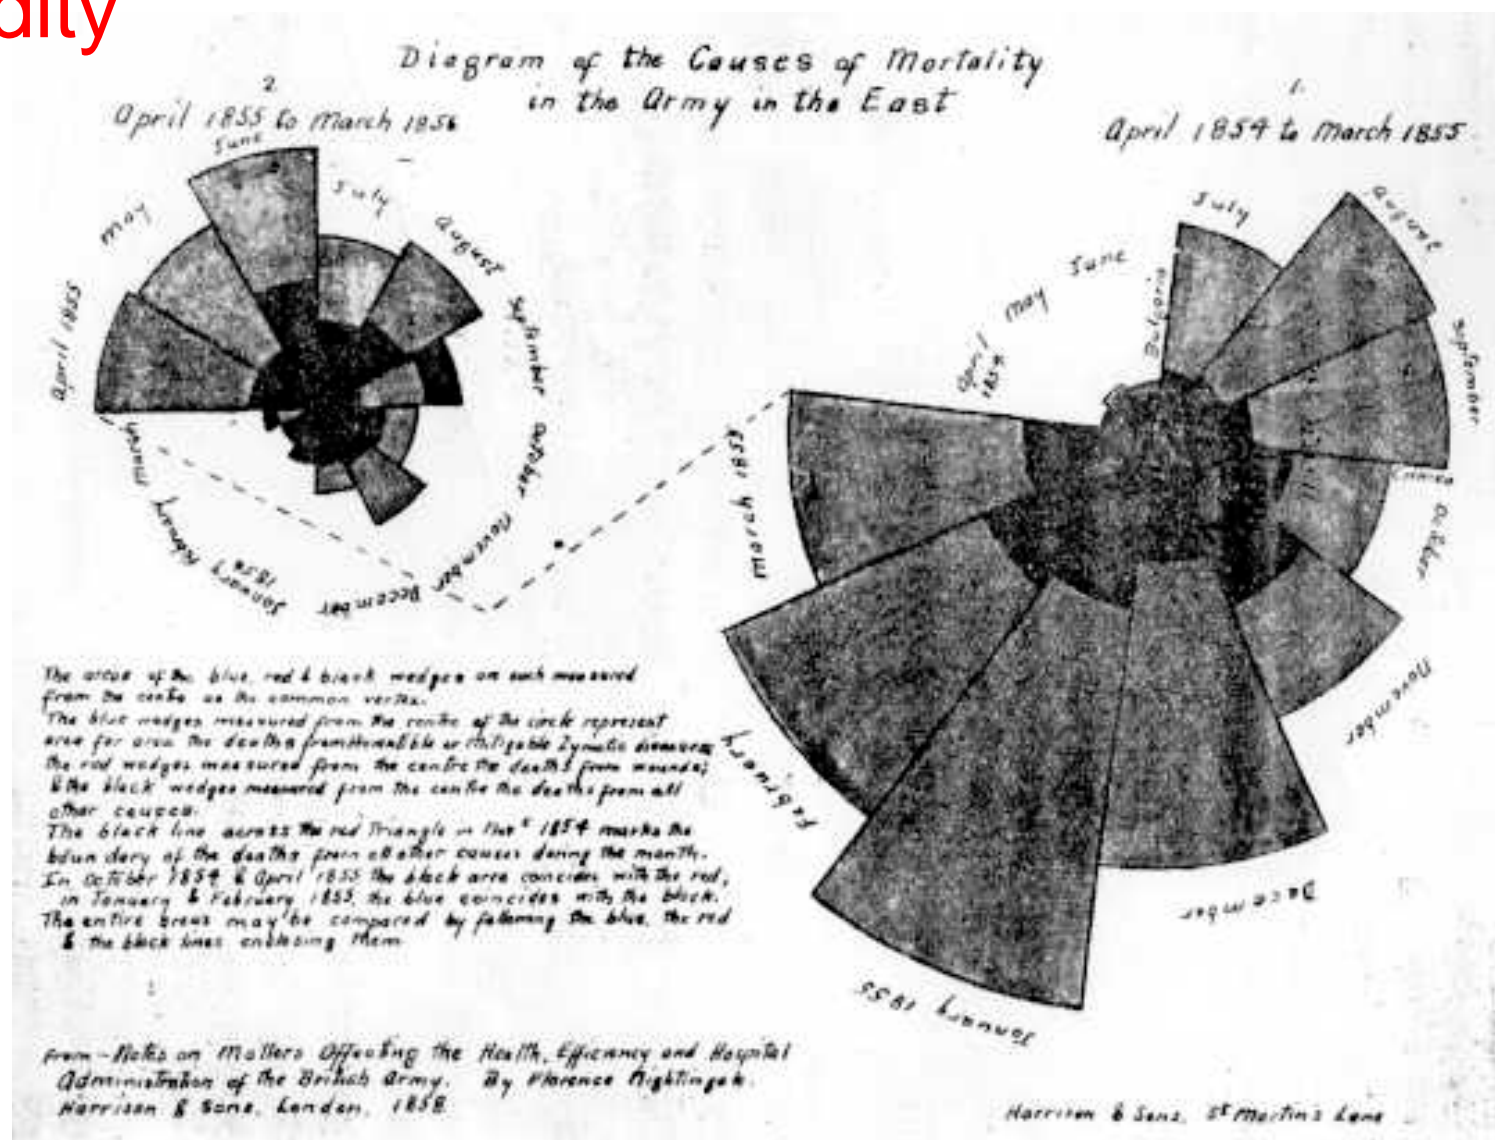 dity
Diagram of the Causes of Mortality
in the Army in the East
2
April 1855 to March 1856
1.
April 1854 to March 1855
June
July
August
September
October
November
December
January
1856
February
March
April 1855
May
April
1854
May
June
Bulgaria
July
August
September
October
November
December
January 1855
February
March 1855
The areas of the blue, red & black wedges are each measured
from the centre as the common vertex.
The blue wedges measured from the centre of the circle represent
area for area the deaths from or Mitigable Zymotic diseases
the red wedges measured from the centre the deaths from wounds;
& the black wedges measured from the centre the deaths from all
other causes.
The black line across the red Triangle in 1854 marks the
boundary of the deaths from all other causes during the month.
In October 1854 & April 1855 the black area coincides with the red,
in January & February 1855, the blue coincides with the black.
The entire areas may be compared by following the blue, the red
& the black lines enclosing them
From — Notes on Matters Affecting the Health, Efficiency and Hospital
Administration of the British Army. By Florence Nightingale.
Harrison & Sons, London, 1858
Harrison & Sons, St Martin's Lane